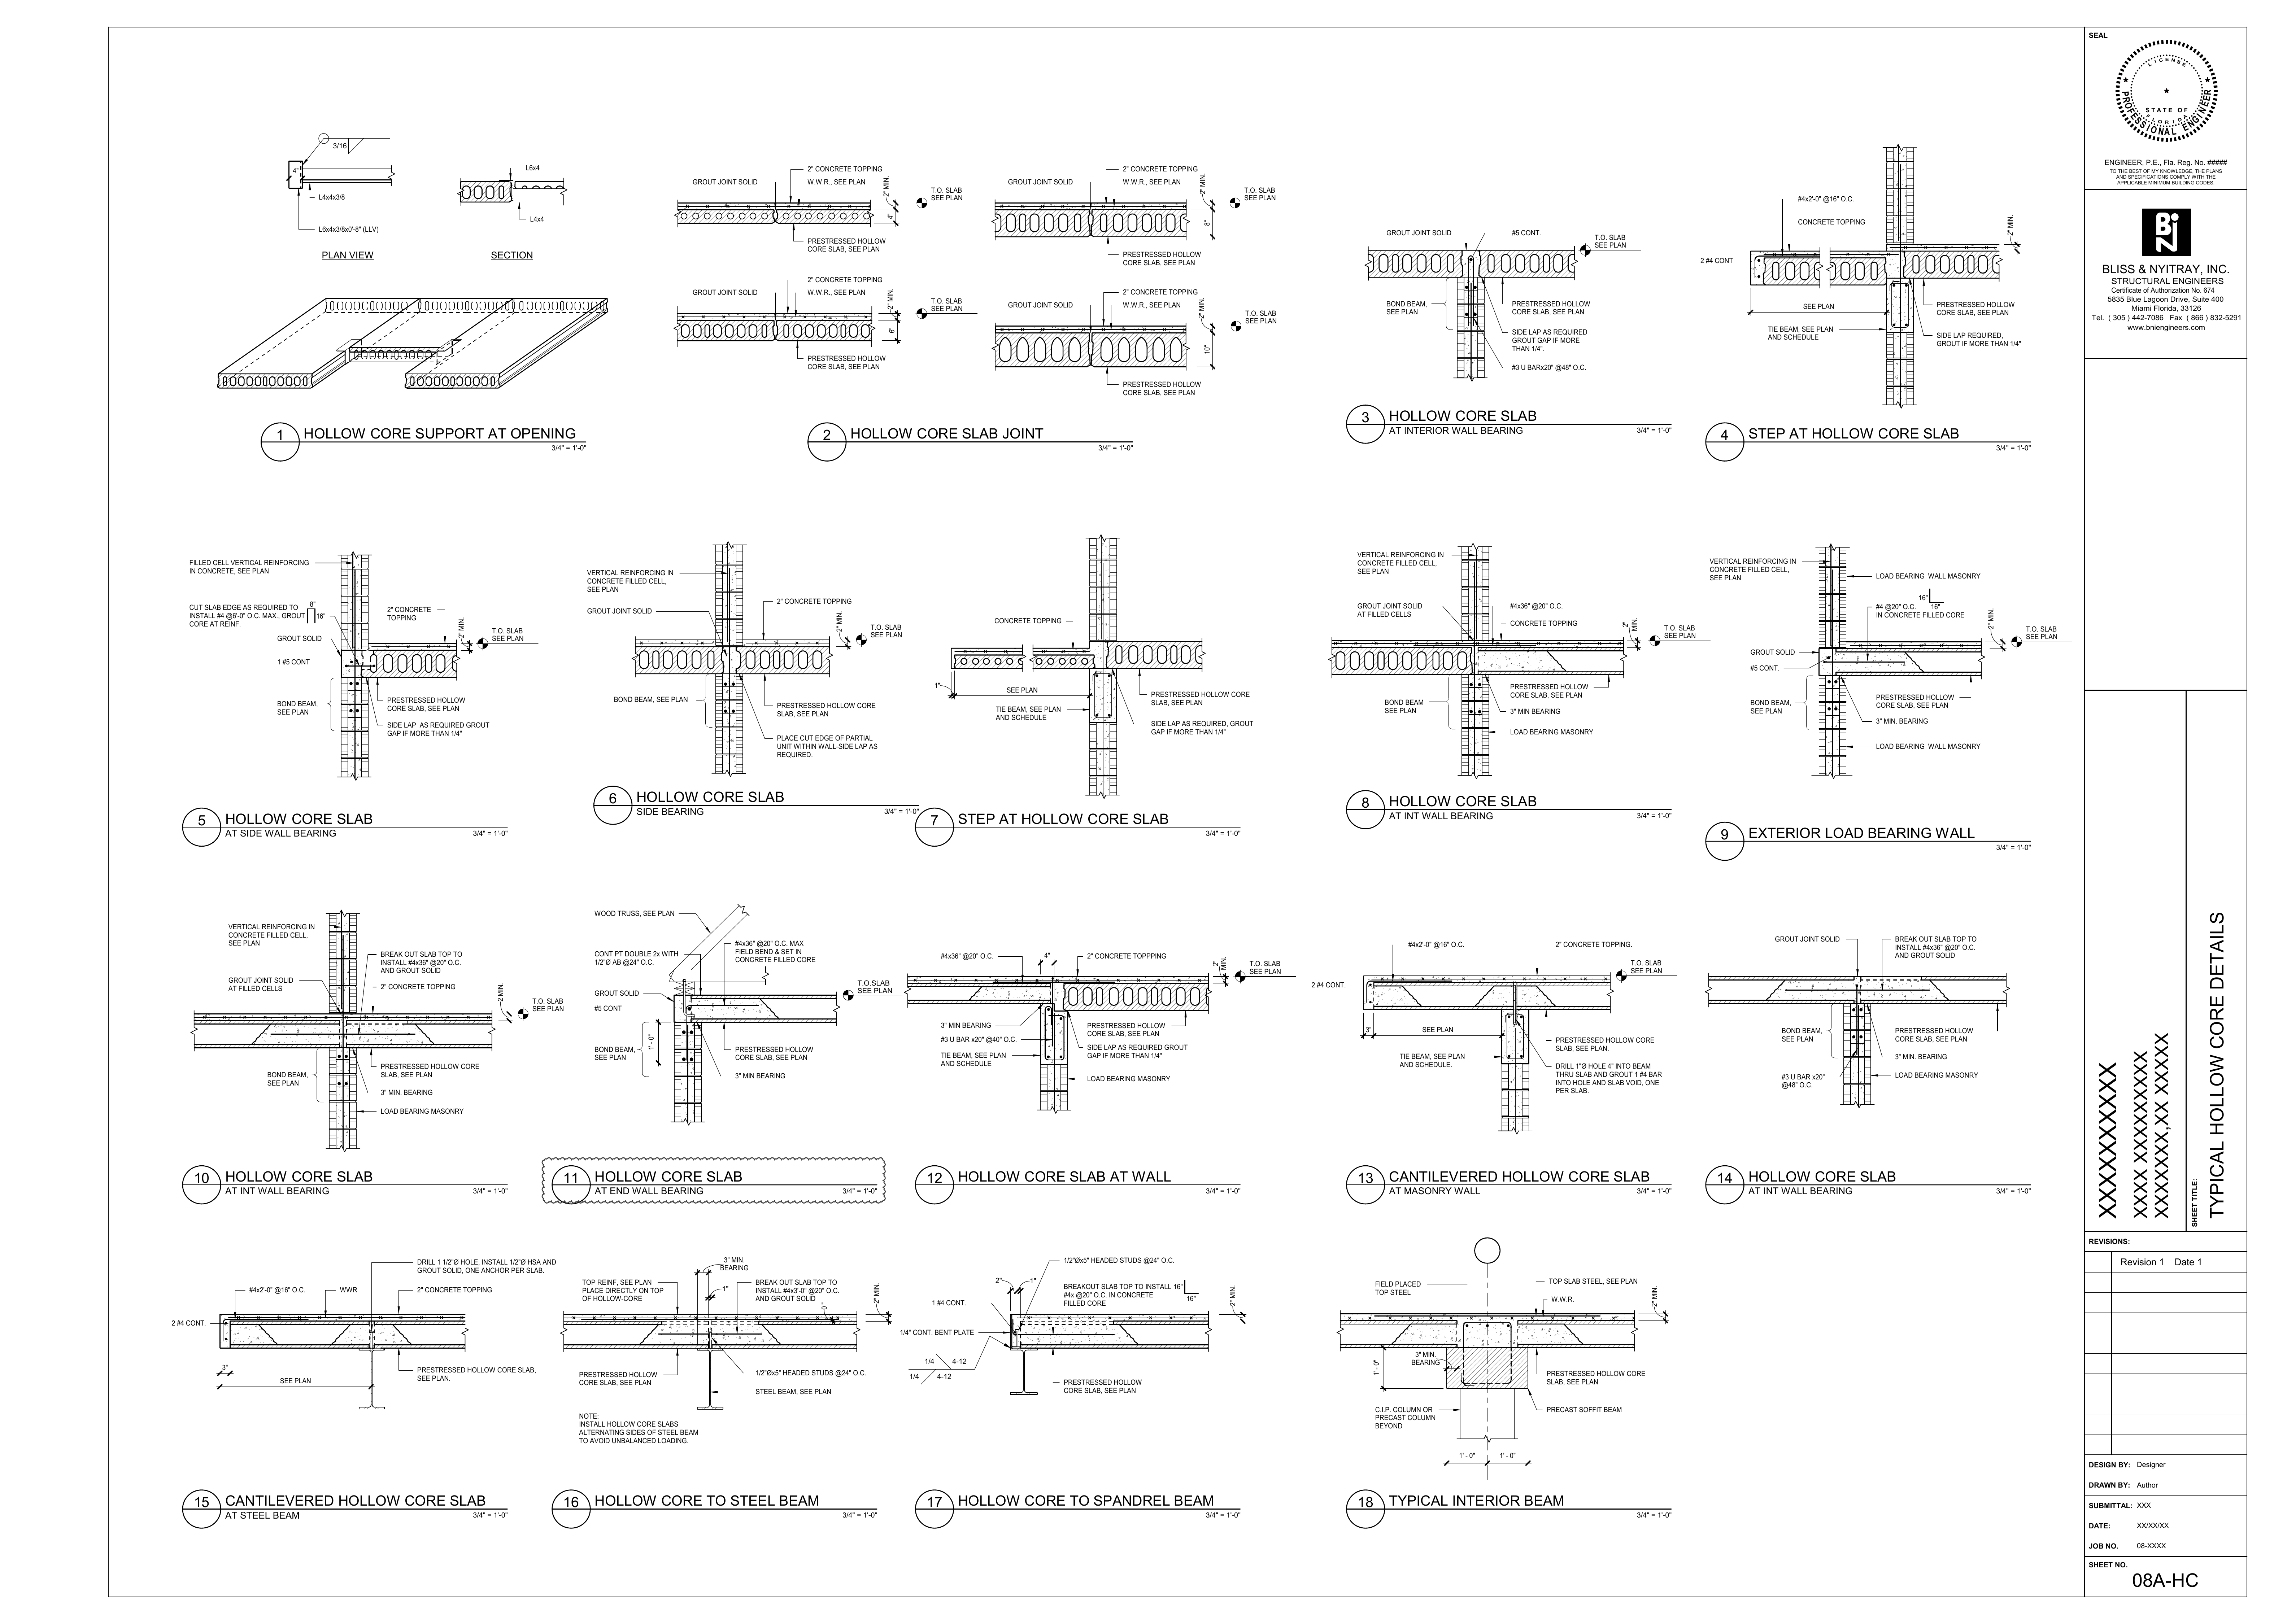 3/16
4"
L4x4x3/8
L6x4x3/8x0'-8" (LLV)
PLAN VIEW
L6x4
L4x4
SECTION
1
HOLLOW CORE SUPPORT AT OPENING
3/4" = 1'-0"
2" CONCRETE TOPPING
GROUT JOINT SOLID
W.W.R., SEE PLAN
2" MIN.
4"
T.O. SLAB
SEE PLAN
PRESTRESSED HOLLOW
CORE SLAB, SEE PLAN
2" CONCRETE TOPPING
GROUT JOINT SOLID
W.W.R., SEE PLAN
2" MIN.
8"
T.O. SLAB
SEE PLAN
PRESTRESSED HOLLOW
CORE SLAB, SEE PLAN
2" CONCRETE TOPPING
GROUT JOINT SOLID
W.W.R., SEE PLAN
2" MIN.
6"
T.O. SLAB
SEE PLAN
PRESTRESSED HOLLOW
CORE SLAB, SEE PLAN
2" CONCRETE TOPPING
GROUT JOINT SOLID
W.W.R., SEE PLAN
2" MIN.
10"
T.O. SLAB
SEE PLAN
PRESTRESSED HOLLOW
CORE SLAB, SEE PLAN
2
HOLLOW CORE SLAB JOINT
3/4" = 1'-0"
GROUT JOINT SOLID
#5 CONT.
T.O. SLAB
SEE PLAN
BOND BEAM,
SEE PLAN
PRESTRESSED HOLLOW
CORE SLAB, SEE PLAN
SIDE LAP AS REQUIRED
GROUT GAP IF MORE
THAN 1/4".
#3 U BARx20" @48" O.C.
3
HOLLOW CORE SLAB
AT INTERIOR WALL BEARING
3/4" = 1'-0"
#4x2'-0" @16" O.C.
CONCRETE TOPPING
2" MIN.
2 #4 CONT
SEE PLAN
TIE BEAM, SEE PLAN
AND SCHEDULE
PRESTRESSED HOLLOW
CORE SLAB, SEE PLAN
SIDE LAP REQUIRED,
GROUT IF MORE THAN 1/4"
4
STEP AT HOLLOW CORE SLAB
3/4" = 1'-0"
FILLED CELL VERTICAL REINFORCING
IN CONCRETE, SEE PLAN
CUT SLAB EDGE AS REQUIRED TO
INSTALL #4 @6'-0" O.C. MAX., GROUT
CORE AT REINF.
8"
16"
GROUT SOLID
1 #5 CONT
BOND BEAM,
SEE PLAN
2" CONCRETE
TOPPING
2" MIN.
T.O. SLAB
SEE PLAN
PRESTRESSED HOLLOW
CORE SLAB, SEE PLAN
SIDE LAP AS REQUIRED GROUT
GAP IF MORE THAN 1/4"
5
HOLLOW CORE SLAB
AT SIDE WALL BEARING
3/4" = 1'-0"
VERTICAL REINFORCING IN
CONCRETE FILLED CELL,
SEE PLAN
GROUT JOINT SOLID
2" CONCRETE TOPPING
2" MIN.
T.O. SLAB
SEE PLAN
BOND BEAM, SEE PLAN
PRESTRESSED HOLLOW CORE
SLAB, SEE PLAN
PLACE CUT EDGE OF PARTIAL
UNIT WITHIN WALL-SIDE LAP AS
REQUIRED.
6
HOLLOW CORE SLAB
SIDE BEARING
3/4" = 1'-0"
CONCRETE TOPPING
1"
SEE PLAN
TIE BEAM, SEE PLAN
AND SCHEDULE
PRESTRESSED HOLLOW CORE
SLAB, SEE PLAN
SIDE LAP AS REQUIRED, GROUT
GAP IF MORE THAN 1/4"
7
STEP AT HOLLOW CORE SLAB
3/4" = 1'-0"
VERTICAL REINFORCING IN
CONCRETE FILLED CELL,
SEE PLAN
GROUT JOINT SOLID
AT FILLED CELLS
#4x36" @20" O.C.
CONCRETE TOPPING
2" MIN.
T.O. SLAB
SEE PLAN
BOND BEAM
SEE PLAN
PRESTRESSED HOLLOW
CORE SLAB, SEE PLAN
3" MIN BEARING
LOAD BEARING MASONRY
8
HOLLOW CORE SLAB
AT INT WALL BEARING
3/4" = 1'-0"
VERTICAL REINFORCING IN
CONCRETE FILLED CELL,
SEE PLAN
LOAD BEARING WALL MASONRY
16"
16"
#4 @20" O.C.
IN CONCRETE FILLED CORE
2" MIN.
T.O. SLAB
SEE PLAN
GROUT SOLID
#5 CONT.
BOND BEAM,
SEE PLAN
PRESTRESSED HOLLOW
CORE SLAB, SEE PLAN
3" MIN. BEARING
LOAD BEARING WALL MASONRY
9
EXTERIOR LOAD BEARING WALL
3/4" = 1'-0"
VERTICAL REINFORCING IN
CONCRETE FILLED CELL,
SEE PLAN
GROUT JOINT SOLID
AT FILLED CELLS
BREAK OUT SLAB TOP TO
INSTALL #4x36" @20" O.C.
AND GROUT SOLID
2" CONCRETE TOPPING
2 MIN.
T.O. SLAB
SEE PLAN
BOND BEAM,
SEE PLAN
PRESTRESSED HOLLOW CORE
SLAB, SEE PLAN
3" MIN. BEARING
LOAD BEARING MASONRY
10
HOLLOW CORE SLAB
AT INT WALL BEARING
3/4" = 1'-0"
WOOD TRUSS, SEE PLAN
CONT PT DOUBLE 2x WITH
1/2"Ø AB @24" O.C.
#4x36" @20" O.C. MAX
FIELD BEND & SET IN
CONCRETE FILLED CORE
GROUT SOLID
#5 CONT
T.O.SLAB
SEE PLAN
1' - 0"
BOND BEAM,
SEE PLAN
PRESTRESSED HOLLOW
CORE SLAB, SEE PLAN
3" MIN BEARING
11
HOLLOW CORE SLAB
AT END WALL BEARING
3/4" = 1'-0"
#4x36" @20" O.C.
4"
2" CONCRETE TOPPPING
2" MIN.
T.O. SLAB
SEE PLAN
3" MIN BEARING
#3 U BAR x20" @40" O.C.
TIE BEAM, SEE PLAN
AND SCHEDULE
PRESTRESSED HOLLOW
CORE SLAB, SEE PLAN
SIDE LAP AS REQUIRED GROUT
GAP IF MORE THAN 1/4"
LOAD BEARING MASONRY
12
HOLLOW CORE SLAB AT WALL
3/4" = 1'-0"
#4x2'-0" @16" O.C.
2" CONCRETE TOPPING.
2 #4 CONT.
T.O. SLAB
SEE PLAN
3"
SEE PLAN
TIE BEAM, SEE PLAN
AND SCHEDULE.
PRESTRESSED HOLLOW CORE
SLAB, SEE PLAN.
DRILL 1"Ø HOLE 4" INTO BEAM
THRU SLAB AND GROUT 1 #4 BAR
INTO HOLE AND SLAB VOID, ONE
PER SLAB.
13
CANTILEVERED HOLLOW CORE SLAB
AT MASONRY WALL
3/4" = 1'-0"
GROUT JOINT SOLID
BREAK OUT SLAB TOP TO
INSTALL #4x36" @20" O.C.
AND GROUT SOLID
BOND BEAM,
SEE PLAN
PRESTRESSED HOLLOW
CORE SLAB, SEE PLAN
3" MIN. BEARING
#3 U BAR x20"
@48" O.C.
LOAD BEARING MASONRY
14
HOLLOW CORE SLAB
AT INT WALL BEARING
3/4" = 1'-0"
DRILL 1 1/2"Ø HOLE, INSTALL 1/2"Ø HSA AND
GROUT SOLID, ONE ANCHOR PER SLAB.
#4x2'-0" @16" O.C.
WWR
2" CONCRETE TOPPING
2 #4 CONT.
3"
SEE PLAN
PRESTRESSED HOLLOW CORE SLAB,
SEE PLAN.
15
CANTILEVERED HOLLOW CORE SLAB
AT STEEL BEAM
3/4" = 1'-0"
3" MIN.
BEARING
TOP REINF, SEE PLAN
PLACE DIRECTLY ON TOP
OF HOLLOW-CORE
1"
BREAK OUT SLAB TOP TO
INSTALL #4x3'-0" @20" O.C.
AND GROUT SOLID
2" MIN.
PRESTRESSED HOLLOW
CORE SLAB, SEE PLAN
1/2"Øx5" HEADED STUDS @24" O.C.
STEEL BEAM, SEE PLAN
NOTE:
INSTALL HOLLOW CORE SLABS
ALTERNATING SIDES OF STEEL BEAM
TO AVOID UNBALANCED LOADING.
16
HOLLOW CORE TO STEEL BEAM
3/4" = 1'-0"
1/2"Øx5" HEADED STUDS @24" O.C.
2"
1"
BREAKOUT SLAB TOP TO INSTALL 16"
#4x @20" O.C. IN CONCRETE
FILLED CORE
16"
1 #4 CONT.
2" MIN.
1/4" CONT. BENT PLATE
1/4
4-12
1/4
4-12
PRESTRESSED HOLLOW
CORE SLAB, SEE PLAN
17
HOLLOW CORE TO SPANDREL BEAM
3/4" = 1'-0"
FIELD PLACED
TOP STEEL
TOP SLAB STEEL, SEE PLAN
W.W.R.
2" MIN.
3" MIN.
BEARING
1' - 0"
PRESTRESSED HOLLOW CORE
SLAB, SEE PLAN
C.I.P. COLUMN OR
PRECAST COLUMN
BEYOND
PRECAST SOFFIT BEAM
1' - 0"
1' - 0"
18
TYPICAL INTERIOR BEAM
3/4" = 1'-0"
SEAL
LICENSE
STATE OF
FLORIDA
PROFESSIONAL ENGINEER
ENGINEER, P.E., Fla. Reg. No. #####
TO THE BEST OF MY KNOWLEDGE, THE PLANS
AND SPECIFICATIONS COMPLY WITH THE
APPLICABLE MINIMUM BUILDING CODES.
BN
BLISS & NYITRAY, INC.
STRUCTURAL ENGINEERS
Certificate of Authorization No. 674
5835 Blue Lagoon Drive, Suite 400
Miami Florida, 33126
Tel. ( 305 ) 442-7086 Fax ( 866 ) 832-5291
www.bniengineers.com
XXXXXXXXX
XXXX XXXXXXXX
XXXXXXX,XX XXXXX
SHEET TITLE:
TYPICAL HOLLOW CORE DETAILS
REVISIONS:
Revision 1 Date 1
DESIGN BY: Designer
DRAWN BY: Author
SUBMITTAL: XXX
DATE: XX/XX/XX
JOB NO. 08-XXXX
SHEET NO.
08A-HC